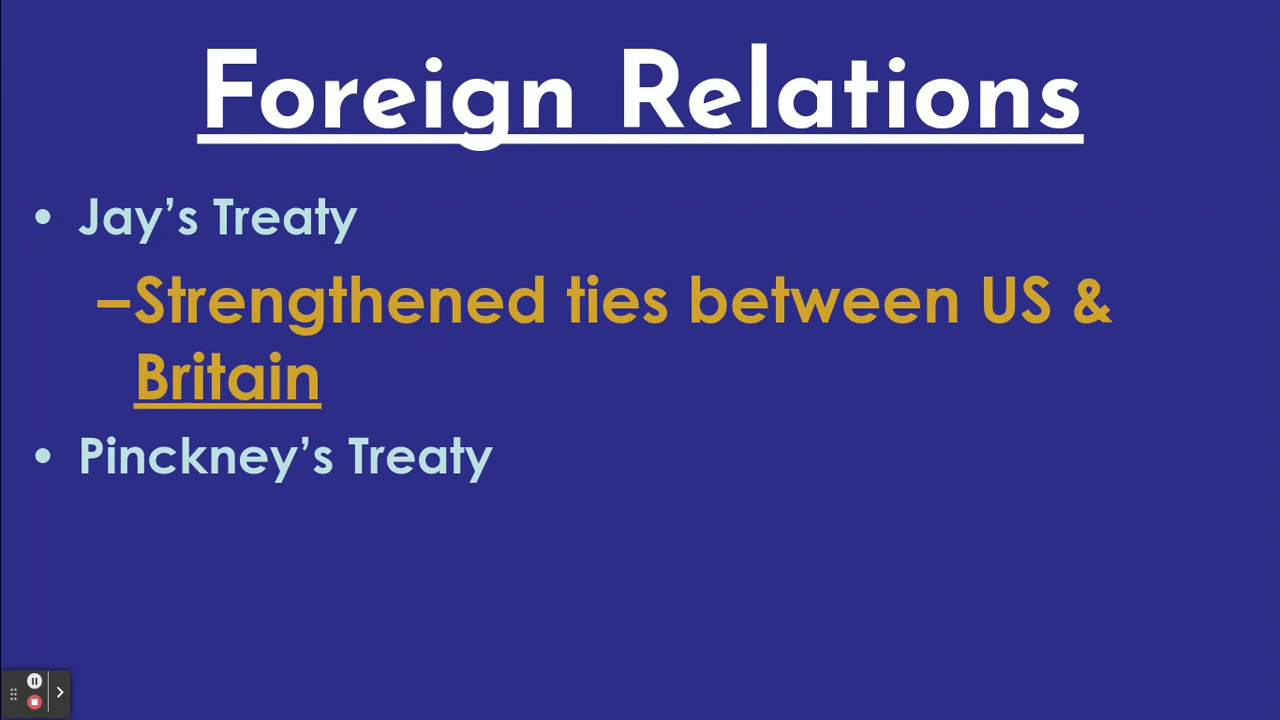 Foreign Relations
• Jay’s Treaty
–Strengthened ties between US &
Britain
• Pinckney’s Treaty